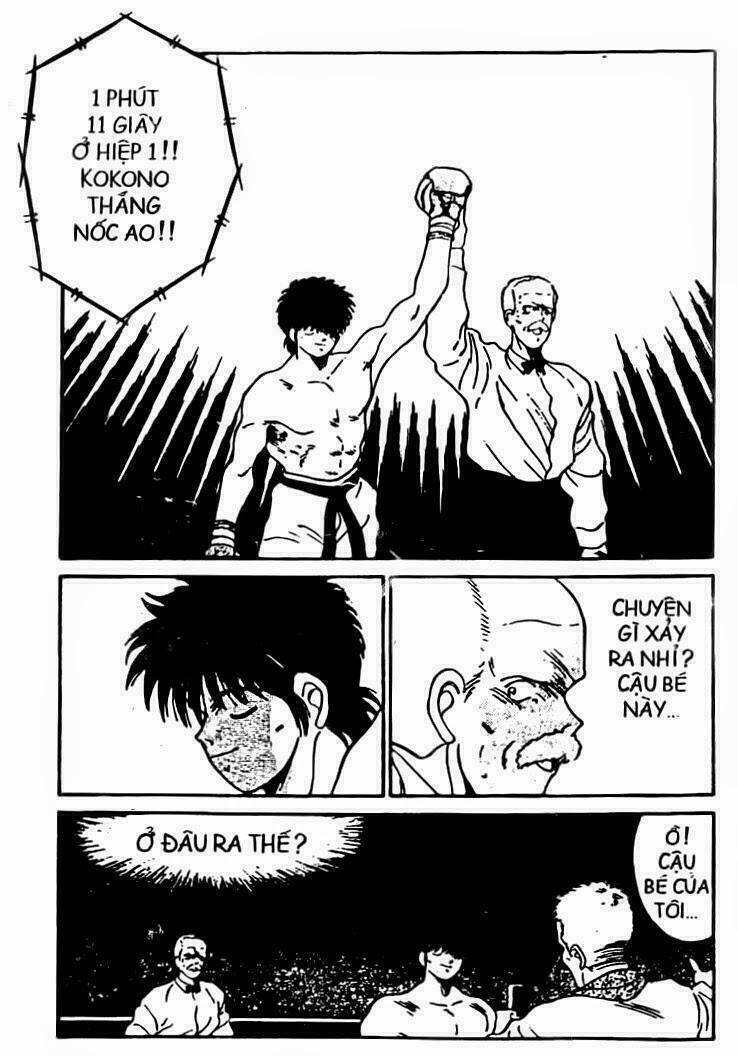 1 PHÚT
11 GIÂY
Ở HIỆP 1!!
KOKONO
THẮNG
NỐC AO!!
CHUYỆN
GÌ XẢY
RA NHỈ?
CẬU BÉ
NÀY...
Ở ĐÂU RA THẾ?
Ồ!
CẬU
BÉ CỦA
TÔI...